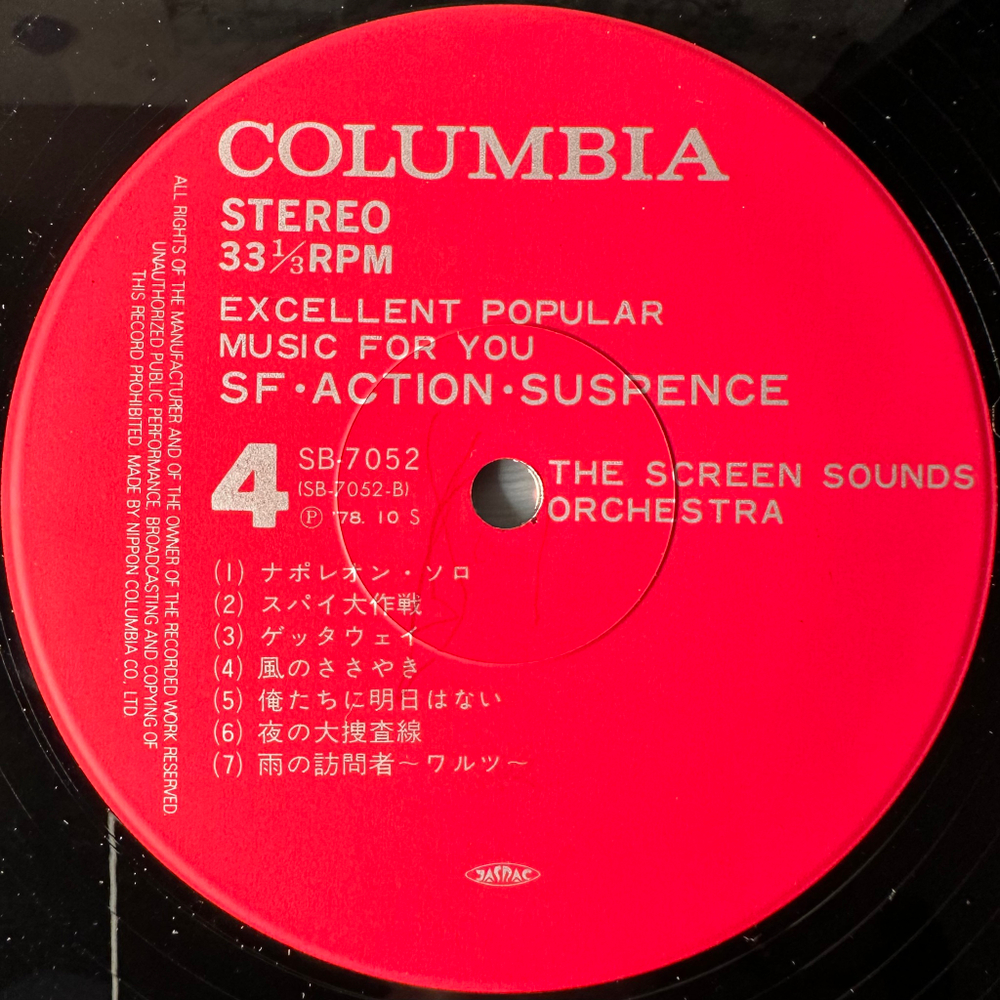 COLUMBIA
STEREO
33 1/3 RPM
EXCELLENT POPULAR
MUSIC FOR YOU
SF・ACTION・SUSPENCE
4
SB-7052
(SB-7052-B)
Ⓟ '78. 10 S
THE SCREEN SOUNDS
ORCHESTRA
(1) ナポレオン・ソロ
(2) スパイ大作戦
(3) ゲッタウェイ
(4) 風のささやき
(5) 俺たちに明日はない
(6) 夜の大捜査線
(7) 雨の訪問者～ワルツ～
JASRAC
ALL RIGHTS OF THE MANUFACTURER AND OF THE OWNER OF THE RECORDED WORK RESERVED.
UNAUTHORIZED PUBLIC PERFORMANCE, BROADCASTING AND COPYING OF
THIS RECORD PROHIBITED. MADE BY NIPPON COLUMBIA CO., LTD.